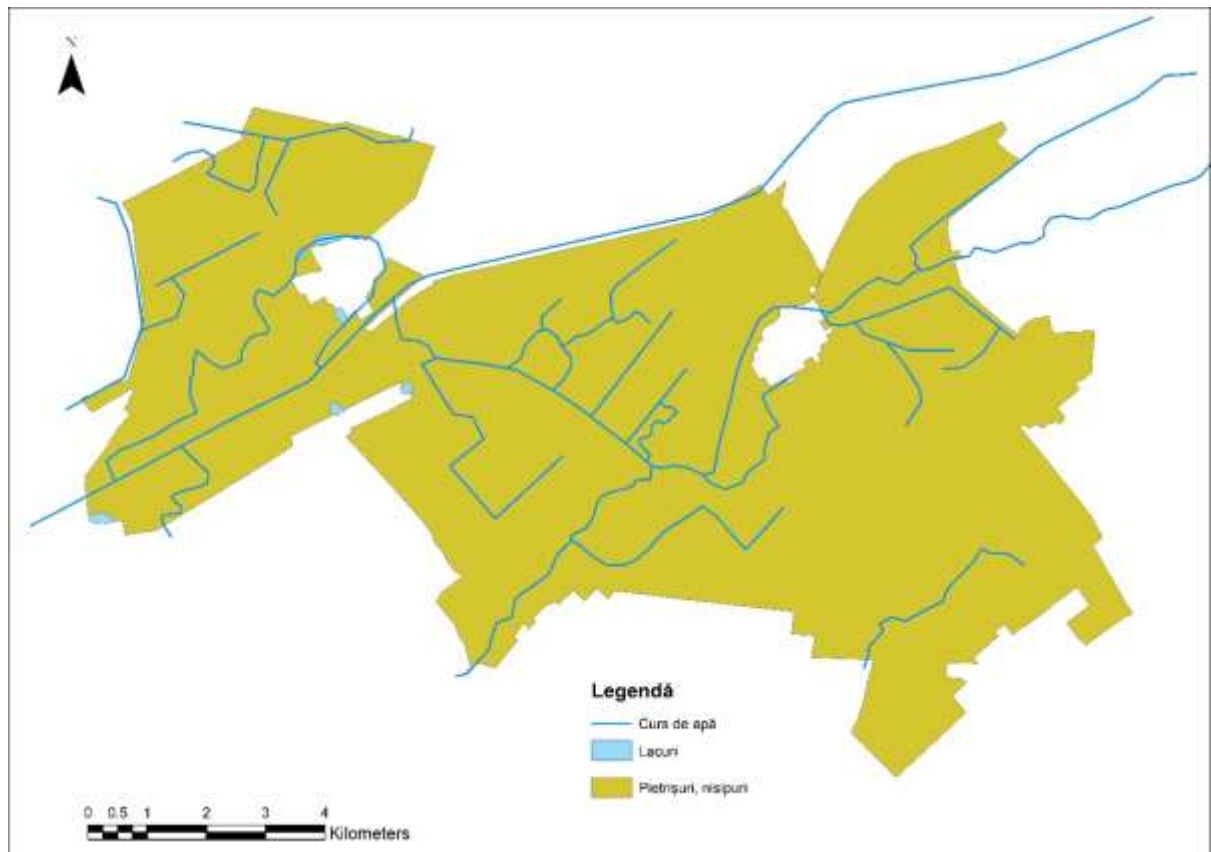 N
Legendă
Curs de apă
Lacuri
Pietrișuri, nisipuri
0 0.5 1 2 3 4
Kilometers